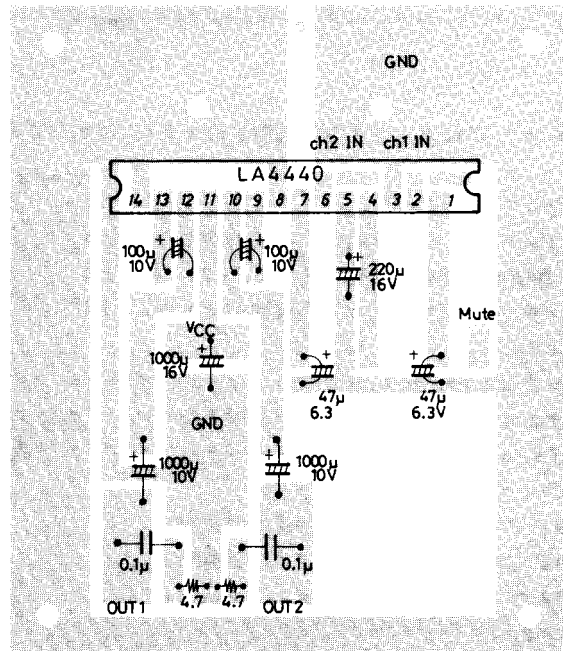 GND
ch2 IN ch1 IN
LA4440
14 13 12 11 10 9 8 7 6 5 4 3 2 1
+ + +
100μ 10V
100μ 10V
220μ 16V
Mute
VCC
+
1000μ 16V
+
47μ 6.3
+
47μ 6.3V
GND
+
1000μ 10V
+
1000μ 10V
0.1μ
0.1μ
4.7 4.7
OUT1 OUT2